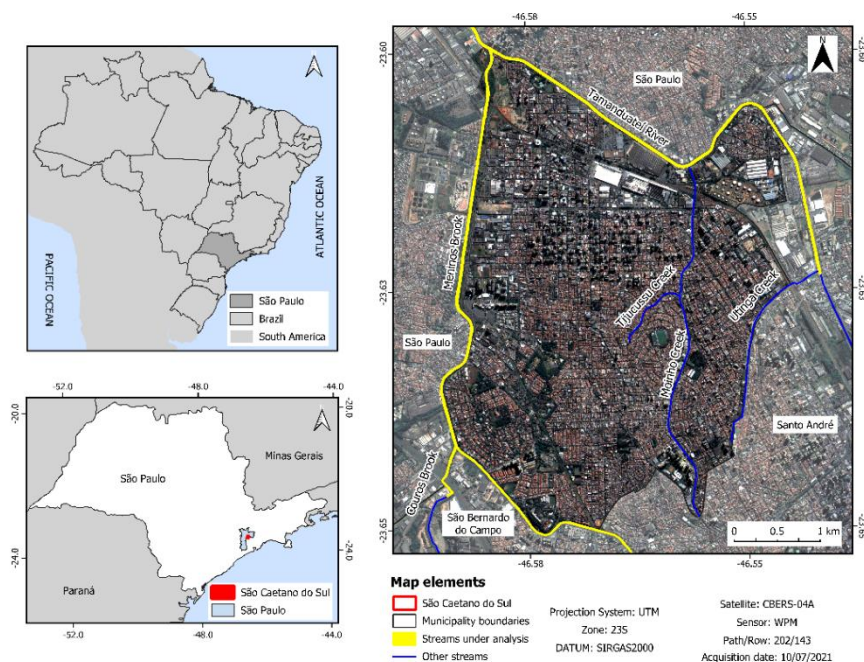 N
PACIFIC OCEAN
ATLANTIC OCEAN
São Paulo
Brazil
South America
-52.0
-48.0
-44.0
-20.0
-20.0
Minas Gerais
São Paulo
-24.0
-24.0
Paraná
São Caetano do Sul
São Paulo
-52.0
-48.0
-44.0
-46.58
-46.55
-23.60
-23.60
N
São Paulo
Tamanduateí River
Meninos Brook
-23.63
-23.63
Tijucussu Creek
Utinga Creek
São Paulo
Moinho Creek
Santo André
Couros Brook
São Bernardo
do Campo
-23.65
-23.65
0 0.5 1 km
-46.58
-46.55
Map elements
São Caetano do Sul
Municipality boundaries
Streams under analysis
Other streams
Projection System: UTM
Zone: 23S
DATUM: SIRGAS2000
Satellite: CBERS-04A
Sensor: WPM
Path/Row: 202/143
Acquisition date: 10/07/2021